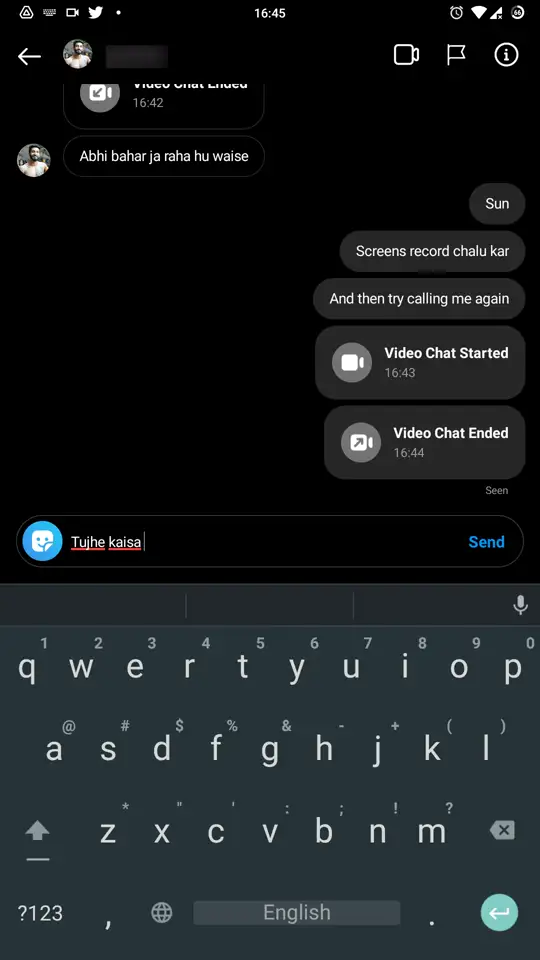 16:45
66
Video Chat Ended
16:42
Abhi bahar ja raha hu waise
Sun
Screens record chalu kar
And then try calling me again
Video Chat Started
16:43
Video Chat Ended
16:44
Seen
Tujhe kaisa
Send
1 2 3 4 5 6 7 8 9 0
q w e r t y u i o p
@ # $ % & - + ( )
a s d f g h j k l
* " ' : ; ! ?
z x c v b n m
?123 , English .